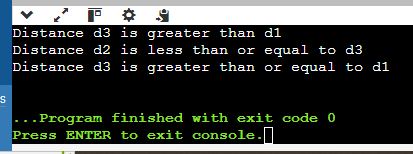 Distance d3 is greater than d1
Distance d2 is less than or equal to d3
Distance d3 is greater than or equal to d1
...Program finished with exit code 0
Press ENTER to exit console.
s